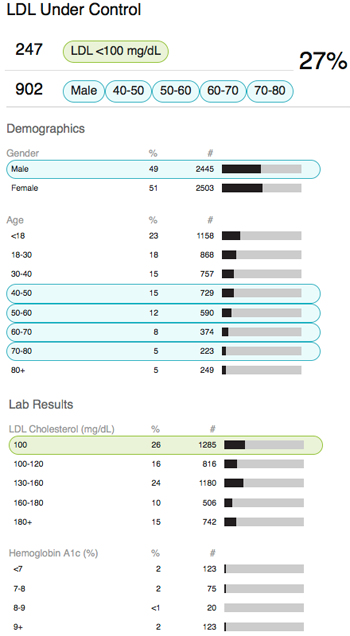 LDL Under Control
247 LDL <100 mg/dL 27%
902 Male 40-50 50-60 60-70 70-80
Demographics
Gender % #
Male 49 2445
Female 51 2503
Age % #
<18 23 1158
18-30 18 868
30-40 15 757
40-50 15 729
50-60 12 590
60-70 8 374
70-80 5 223
80+ 5 249
Lab Results
LDL Cholesterol (mg/dL) % #
100 26 1285
100-120 16 816
130-160 24 1180
160-180 10 506
180+ 15 742
Hemoglobin A1c (%) % #
<7 2 123
7-8 2 75
8-9 <1 20
9+ 2 123